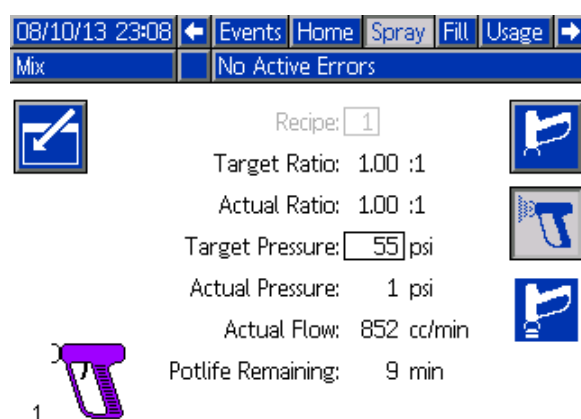 08/10/13 23:08 Events Home Spray Fill Usage
Mix No Active Errors
Recipe: 1
Target Ratio: 1.00 :1
Actual Ratio: 1.00 :1
Target Pressure: 55 psi
Actual Pressure: 1 psi
Actual Flow: 852 cc/min
Potlife Remaining: 9 min
1